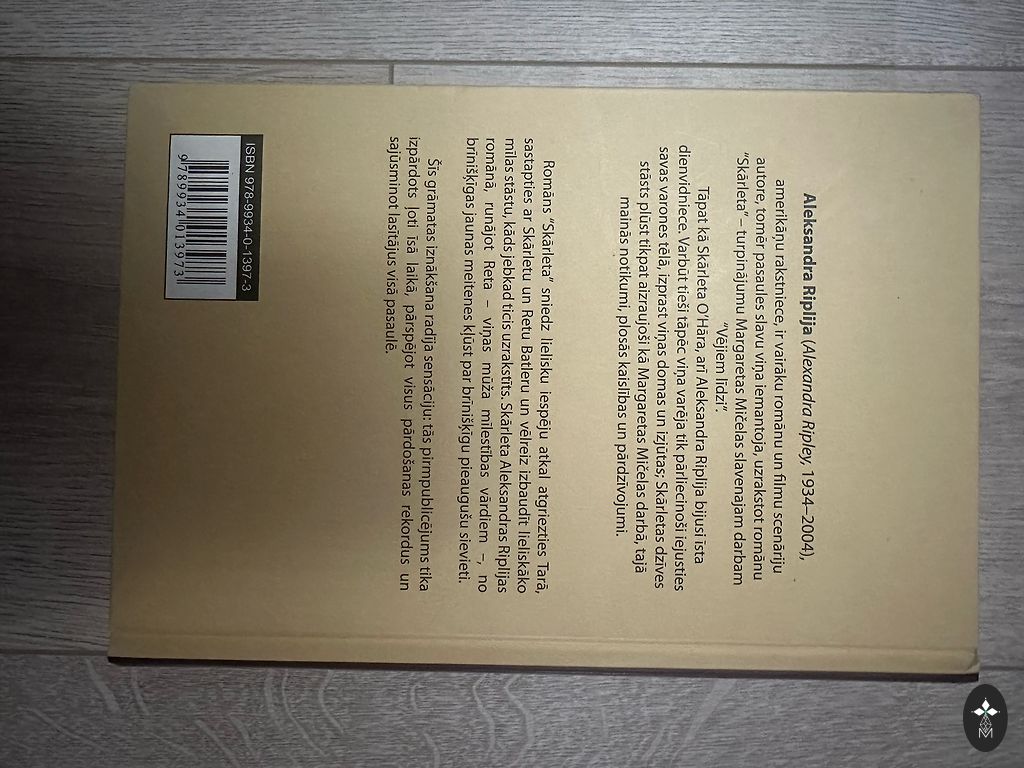 Aleksandra Riplija (Alexandra Ripley, 1934–2004),
amerikāņu rakstniece, ir vairāku romānu un filmu scenāriju
autore, tomēr pasaules slavu viņa iemantoja, uzrakstot romānu
"Skārleta" – turpinājumu Margaretas Mičelas slavenajam darbam
"Vējiem līdzi".
Tāpat kā Skārleta O'Hāra, arī Aleksandra Riplija bijusi īsta
dienvidniece. Varbūt tieši tāpēc viņa varēja tik pārliecinoši iejusties
savas varones tēlā, izprast viņas domas un izjūtas; Skārletas dzīves
stāsts plūst tikpat aizraujoši kā Margaretas Mičelas darbā, tajā
mainās notikumi, plosās kaislības un pārdzīvojumi.
Romāns "Skārleta" sniedz lielisku iespēju atkal atgriezties Tarā,
sastapties ar Skārletu un Retu Batleru un vēlreiz izbaudīt lieliskāko
mīlas stāstu, kāds jebkad ticis uzrakstīts. Skārleta Aleksandras Riplijas
romānā, runājot Reta – viņas mūža mīlestības vārdiem –, no
brīnišķīgas jaunas meitenes kļūst par brīnišķīgu pieaugušu sievieti.
Šīs grāmatas iznākšana radīja sensāciju: tās pirmpublicējums tika
izpārdots ļoti īsā laikā, pārspējot visus pārdošanas rekordus un
sajūsminot lasītājus visā pasaulē.
ISBN 978-9934-0-1397-3
9 789934 013973
M